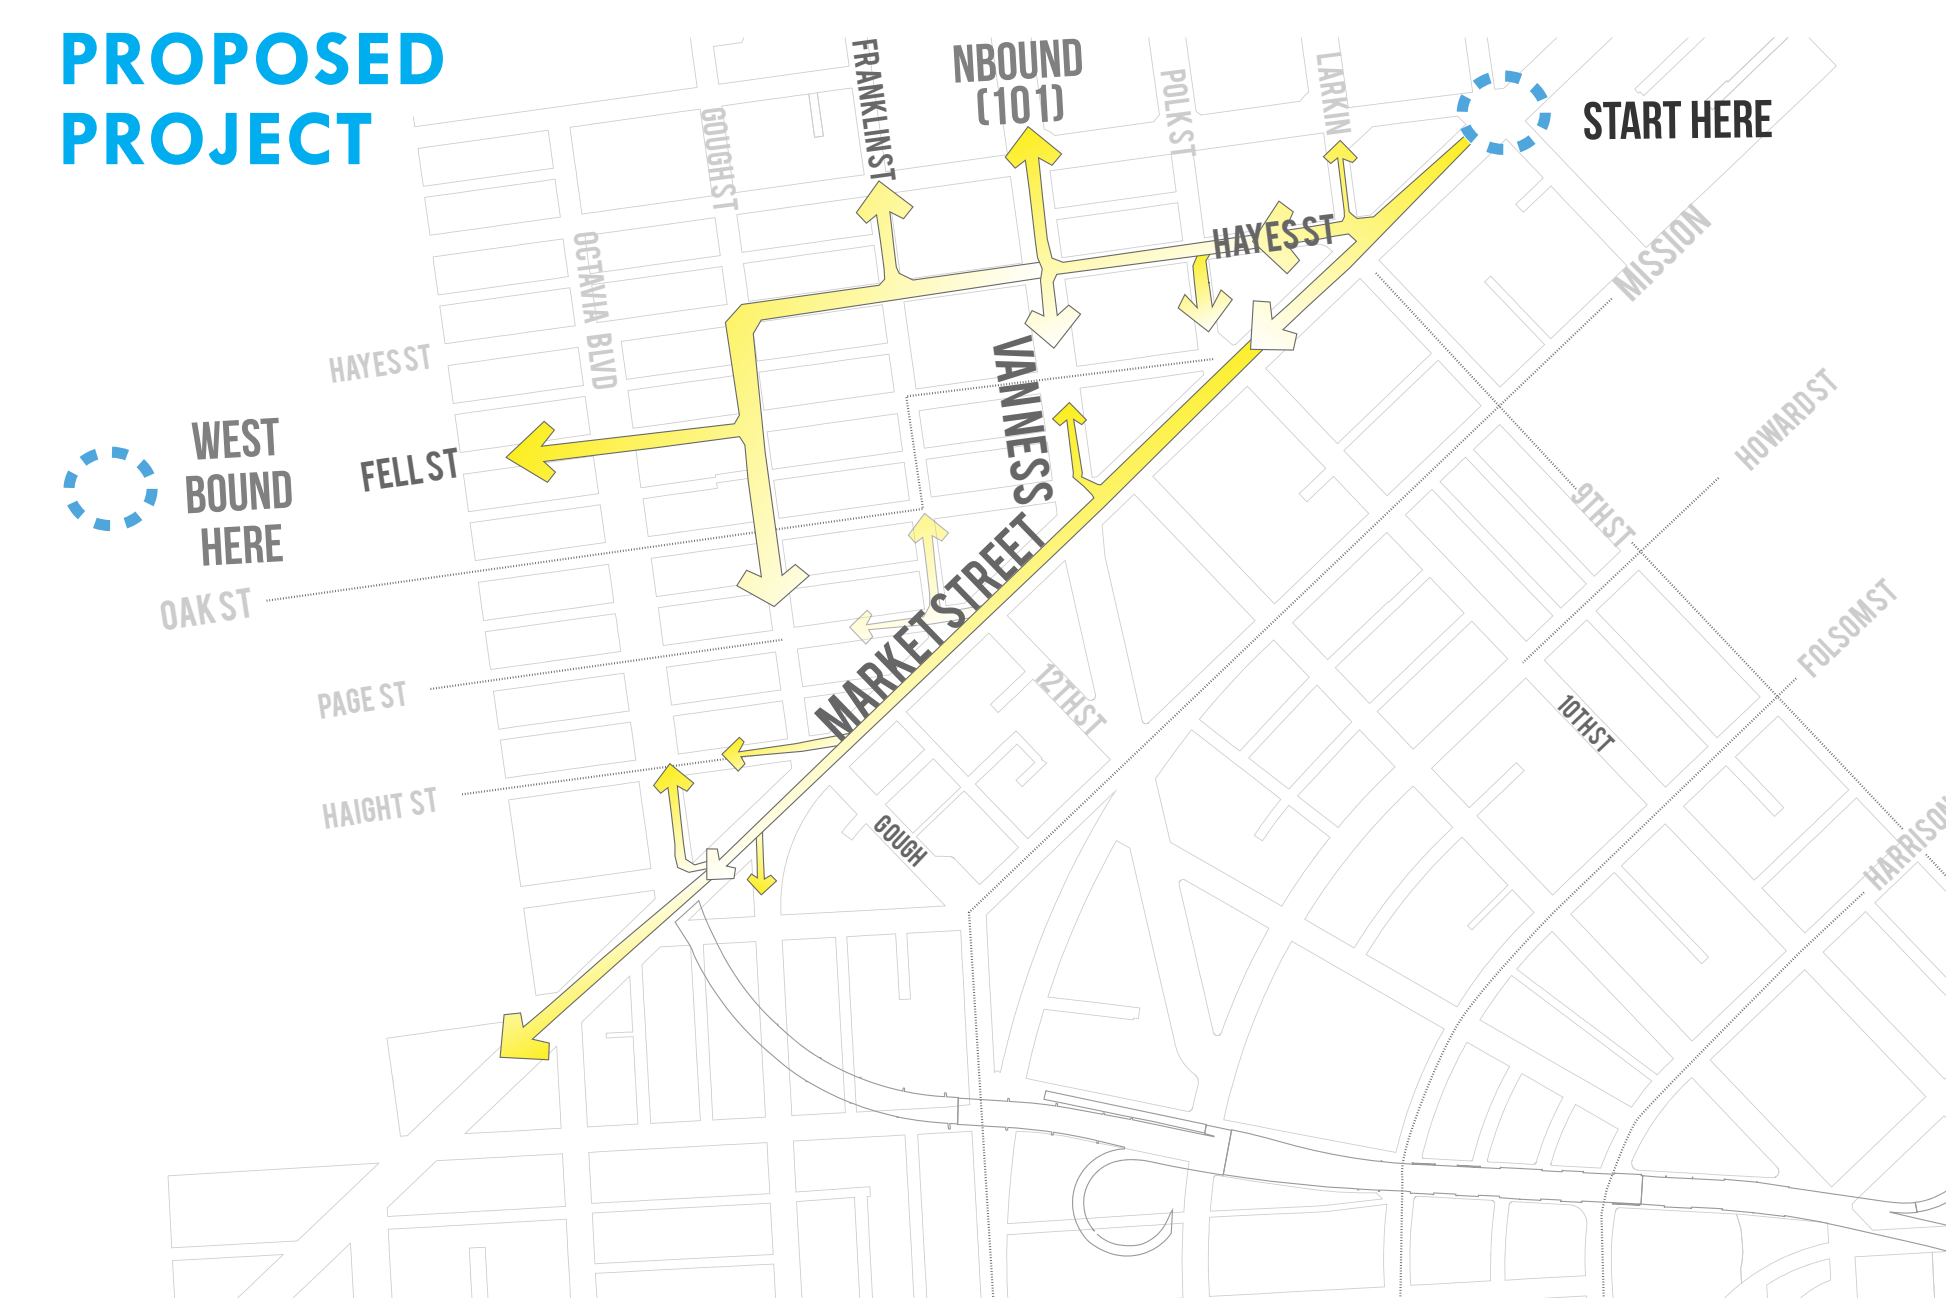 PROPOSED
PROJECT
NBOUND
(101)
FRANKLIN ST
GOUGH ST
POLK ST
LARKIN
START HERE
HAYES ST
MISSION
OCTAVIA BLVD
HAYES ST
VAN NESS
HOWARD ST
WEST
BOUND
HERE
FELL ST
9TH ST
OAK ST
MARKET STREET
FOLSOM ST
PAGE ST
12TH ST
10TH ST
HAIGHT ST
GOUGH
HARRISON